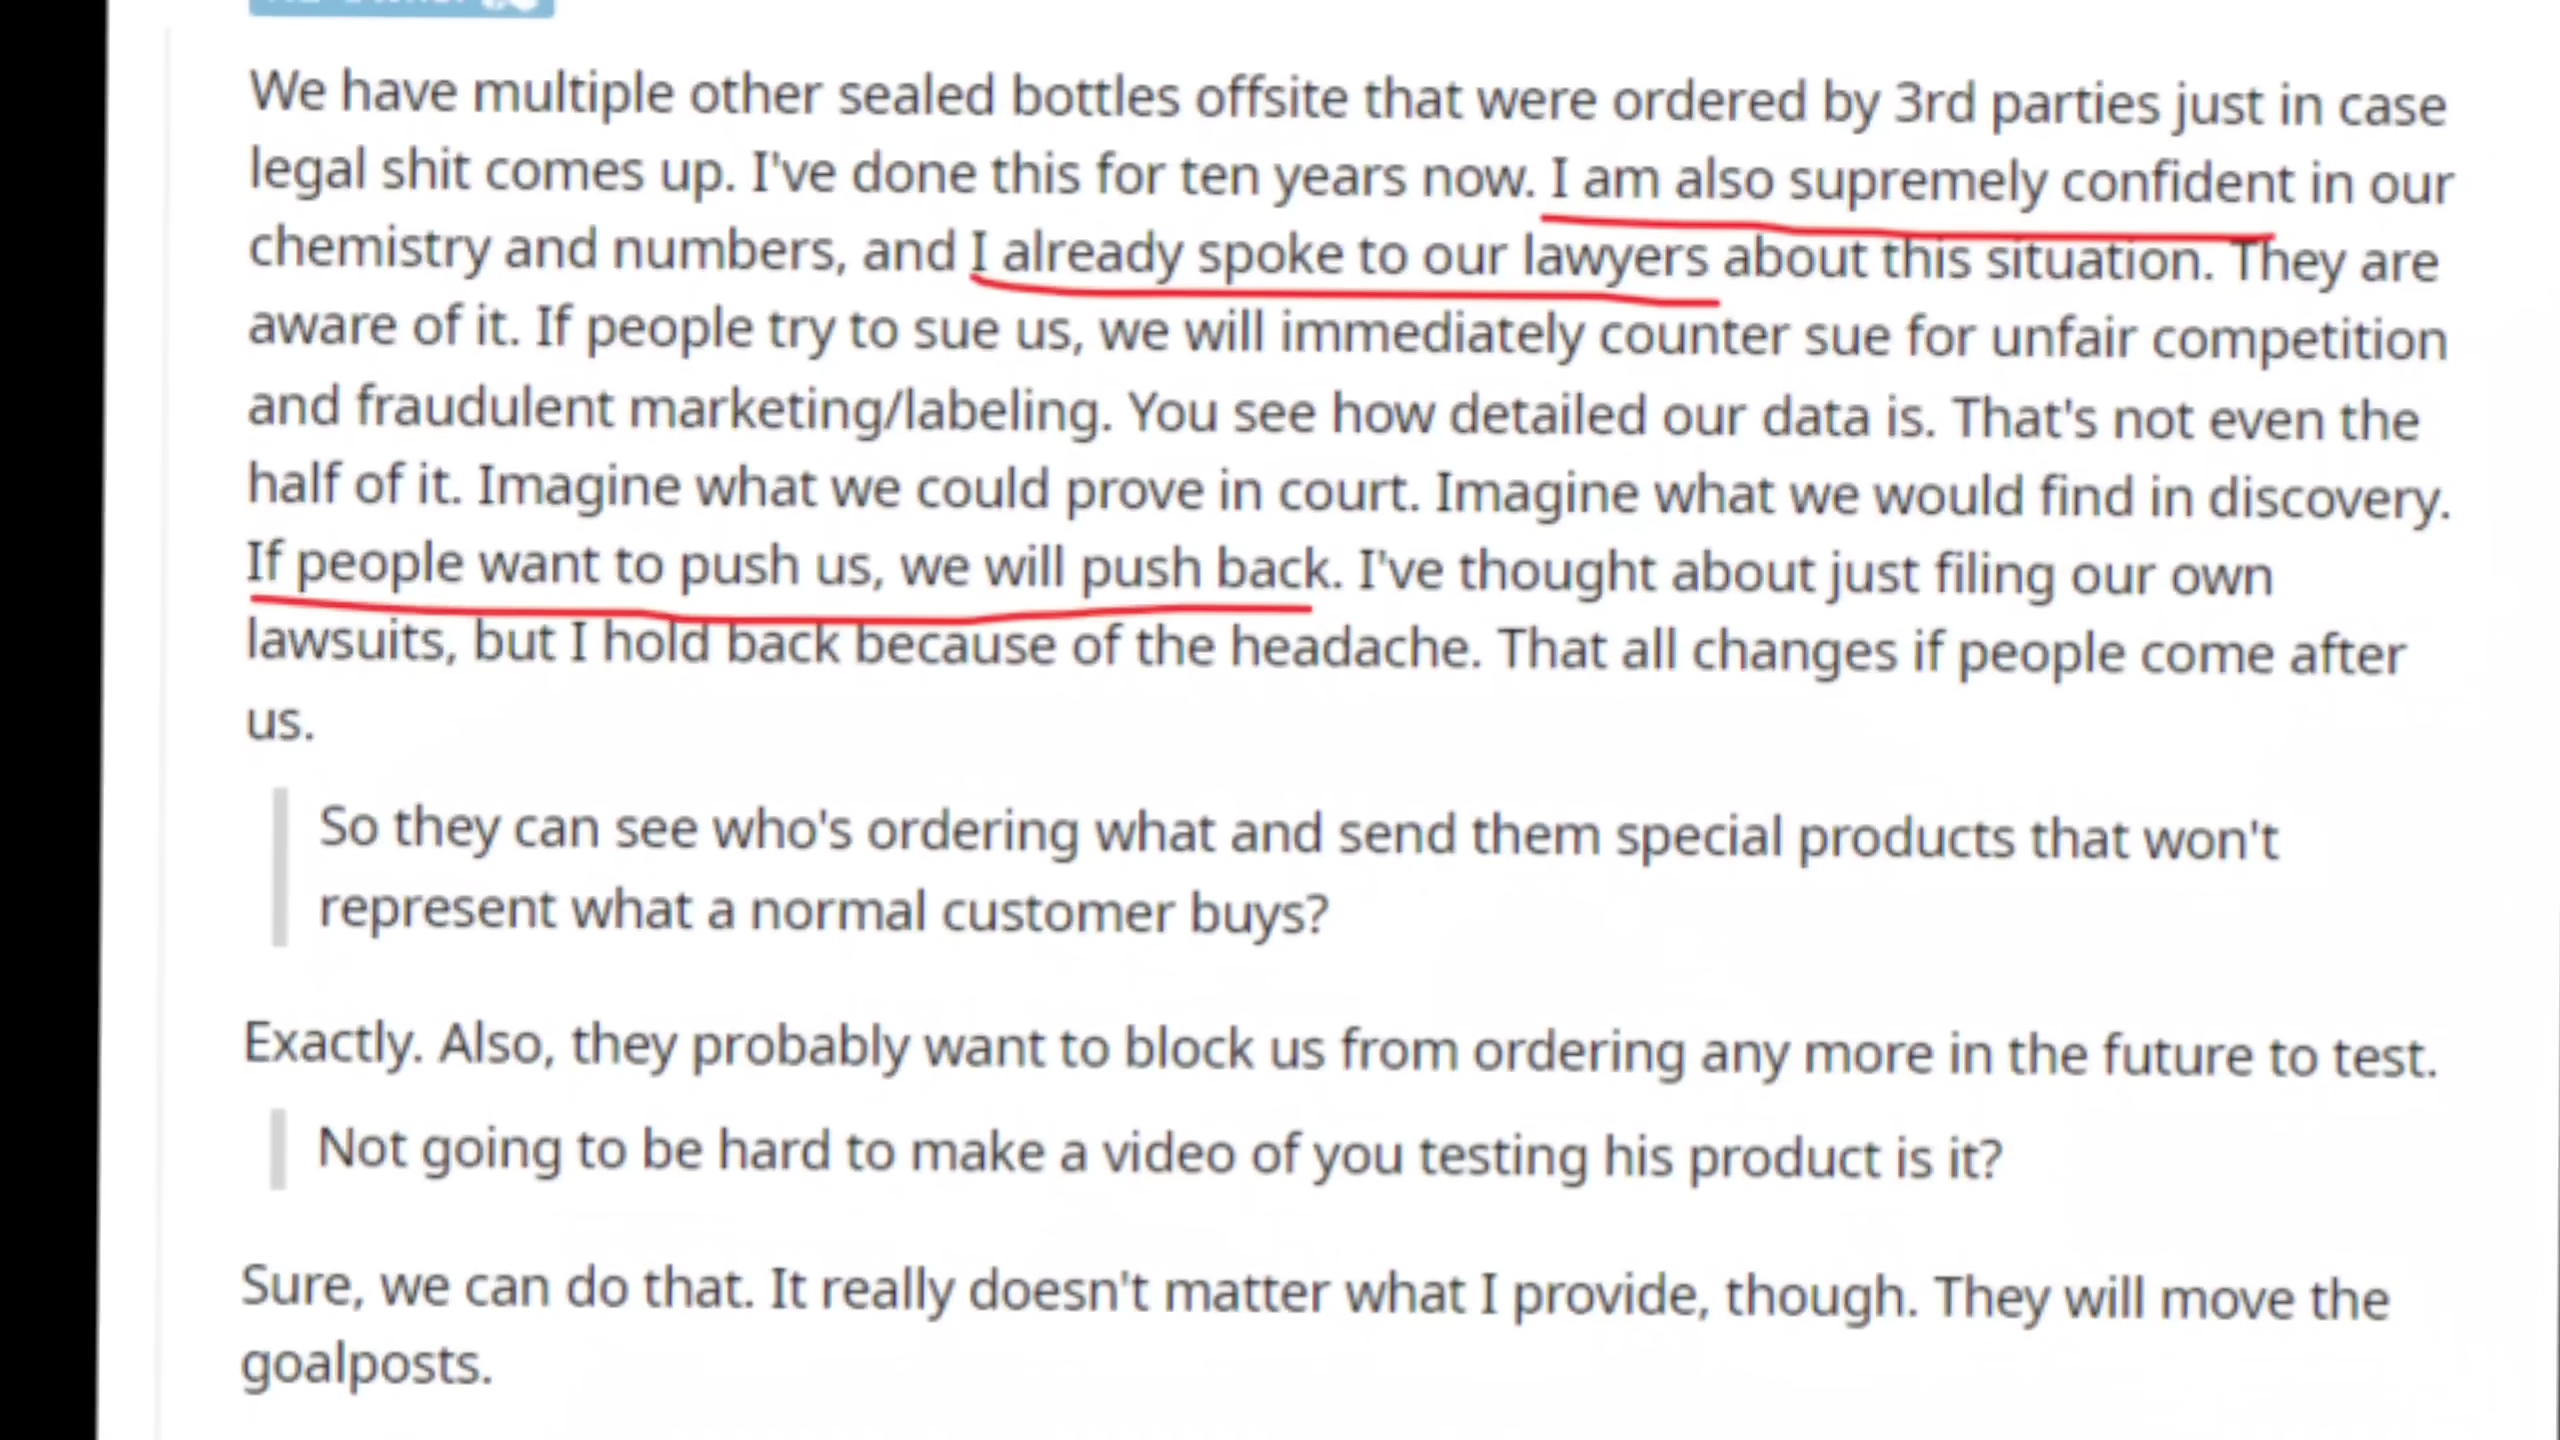 We have multiple other sealed bottles offsite that were ordered by 3rd parties just in case
legal shit comes up. I've done this for ten years now. I am also supremely confident in our
chemistry and numbers, and I already spoke to our lawyers about this situation. They are
aware of it. If people try to sue us, we will immediately counter sue for unfair competition
and fraudulent marketing/labeling. You see how detailed our data is. That's not even the
half of it. Imagine what we could prove in court. Imagine what we would find in discovery.
If people want to push us, we will push back. I've thought about just filing our own
lawsuits, but I hold back because of the headache. That all changes if people come after
us.
So they can see who's ordering what and send them special products that won't
represent what a normal customer buys?
Exactly. Also, they probably want to block us from ordering any more in the future to test.
Not going to be hard to make a video of you testing his product is it?
Sure, we can do that. It really doesn't matter what I provide, though. They will move the
goalposts.